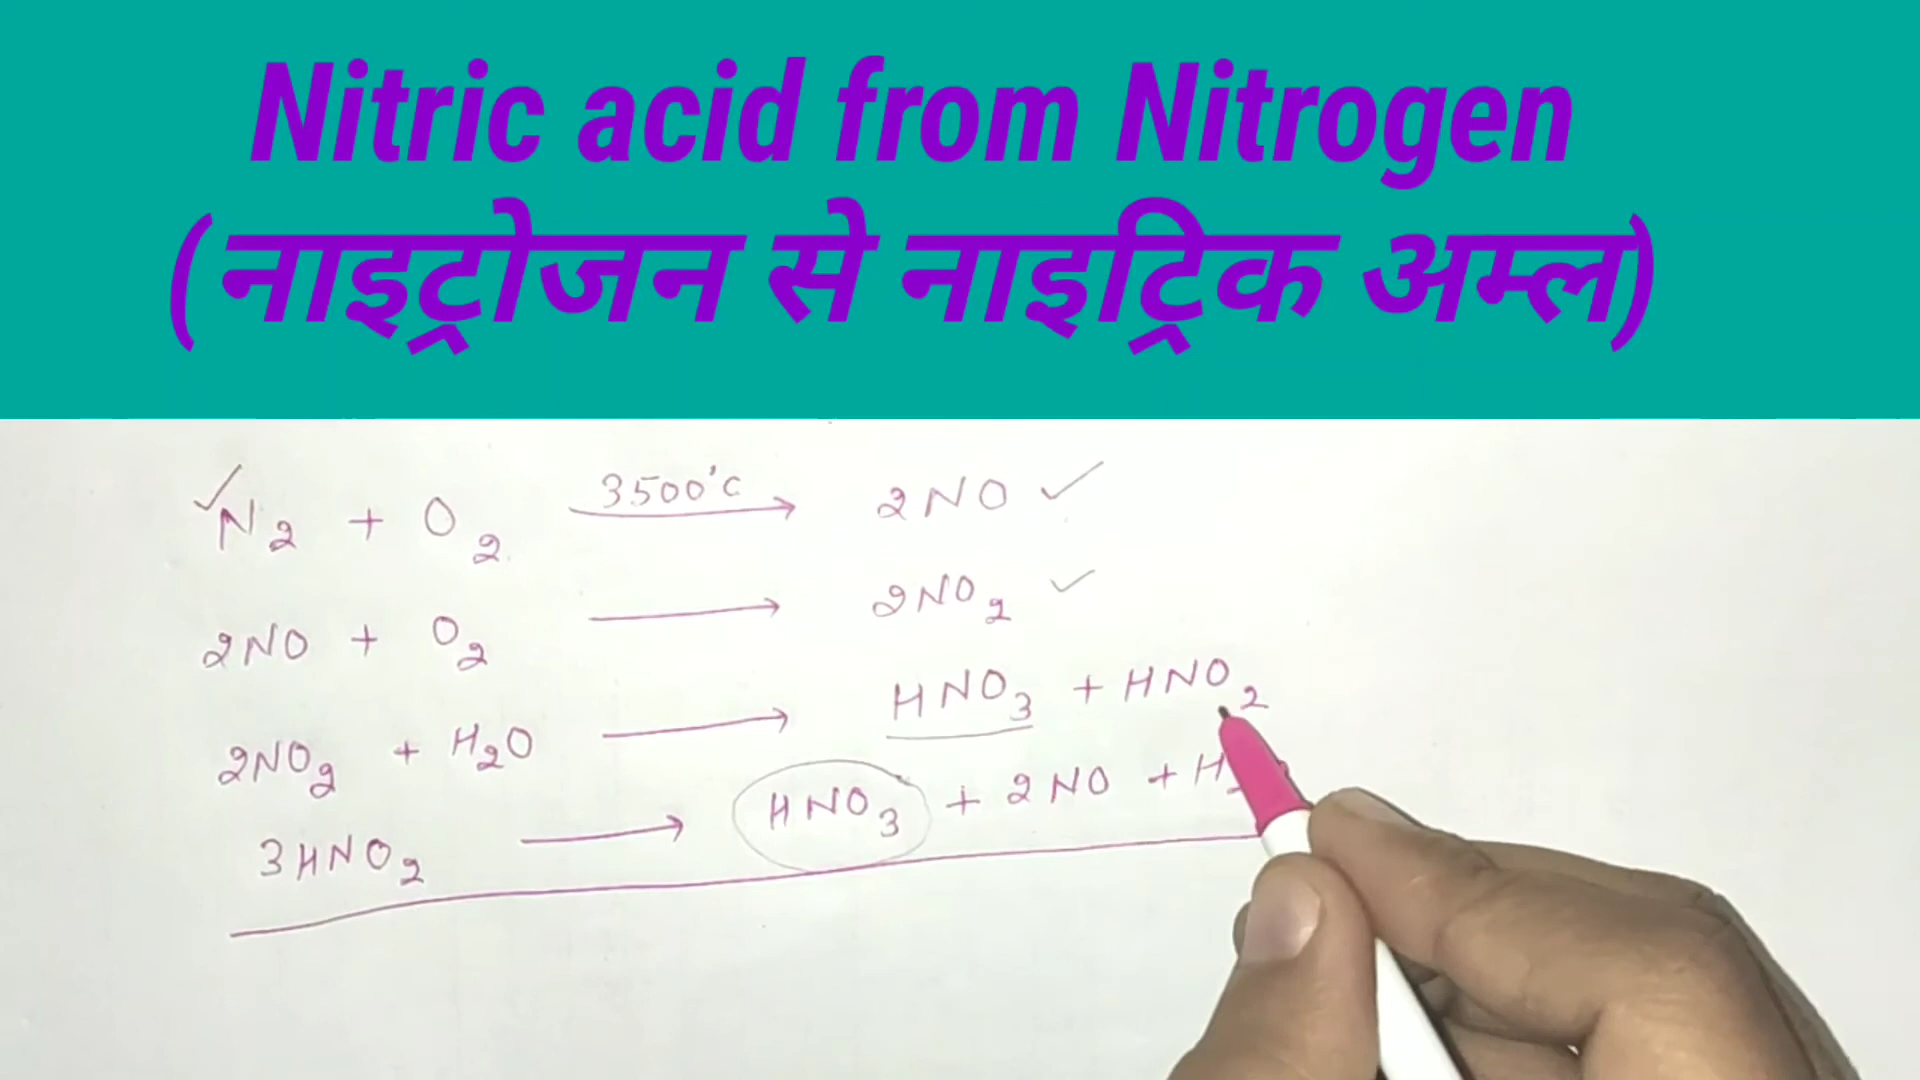 Nitric acid from Nitrogen
(नाइट्रोजन से नाइट्रिक अम्ल)
N2 + O2 3500°C → 2NO ✓
2NO + O2 → 2NO2 ✓
2NO2 + H2O → HNO3 + HNO2
3HNO2 → HNO3 + 2NO + H